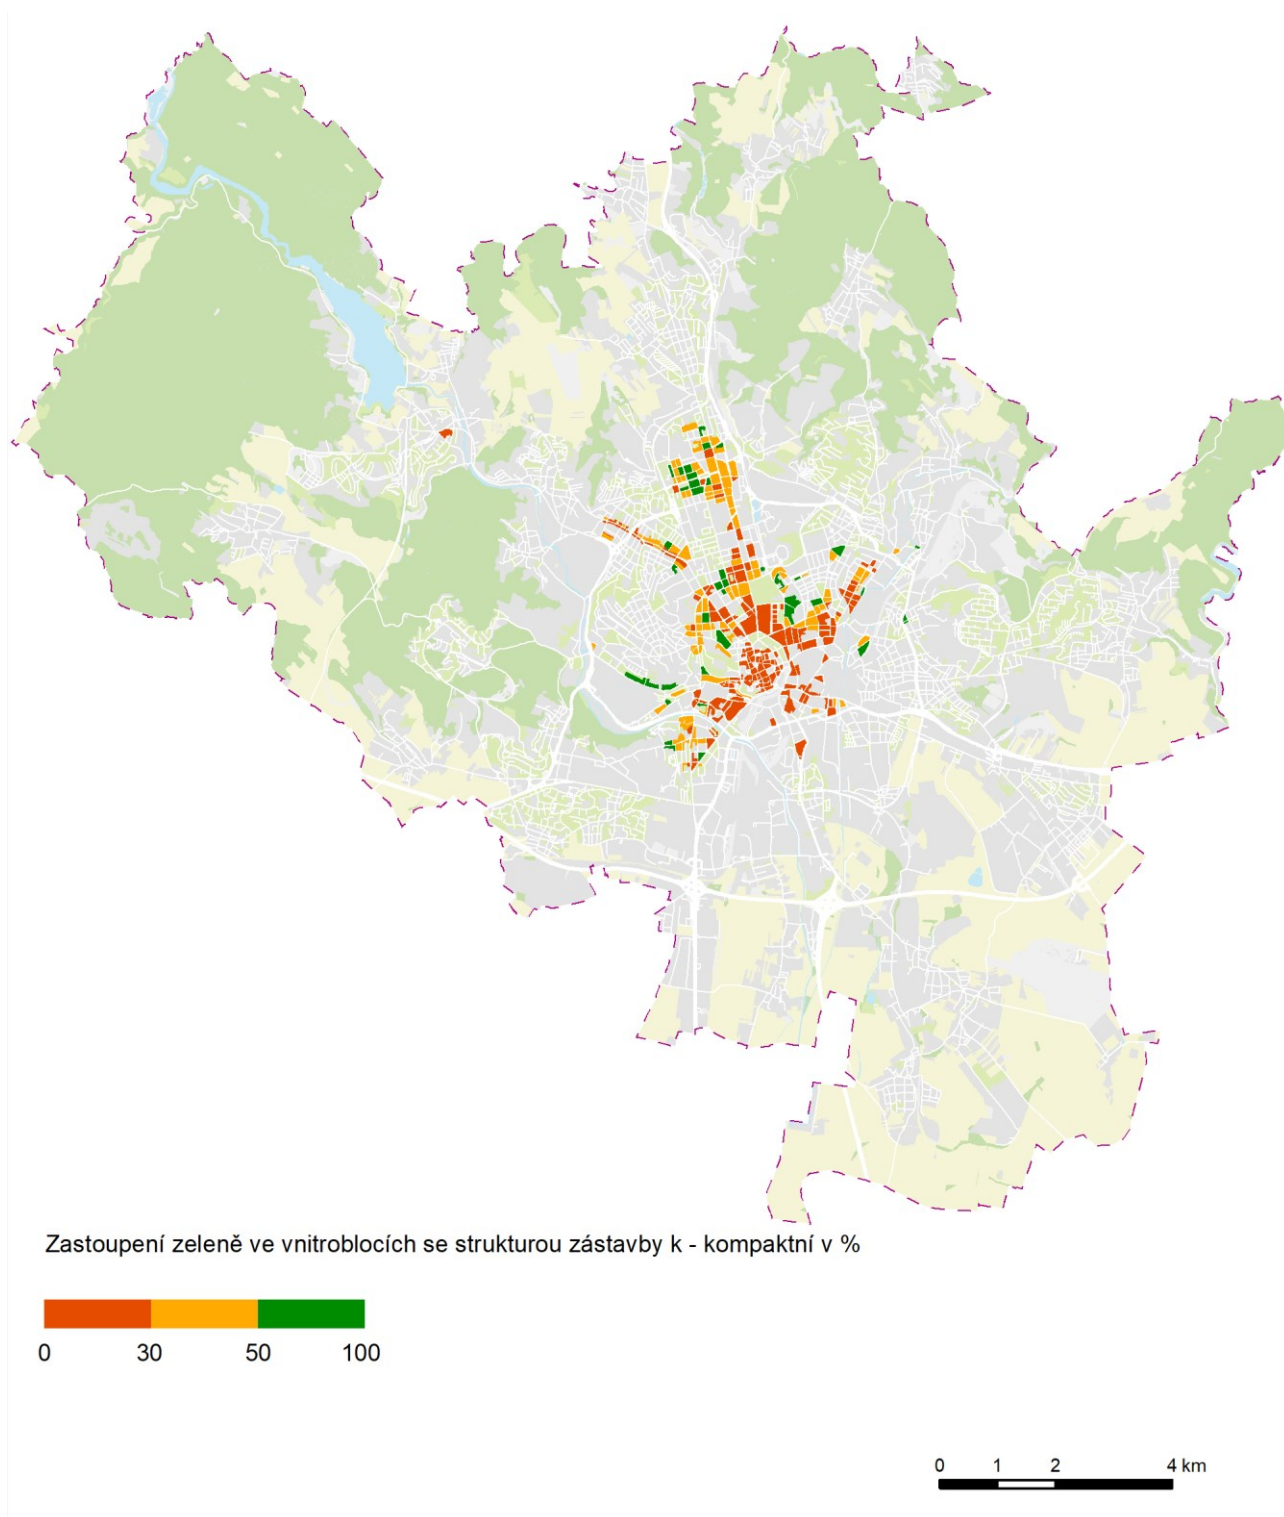 Zastoupení zeleně ve vnitroblocích se strukturou zástavby k - kompaktní v %
0 30 50 100
0 1 2 4 km